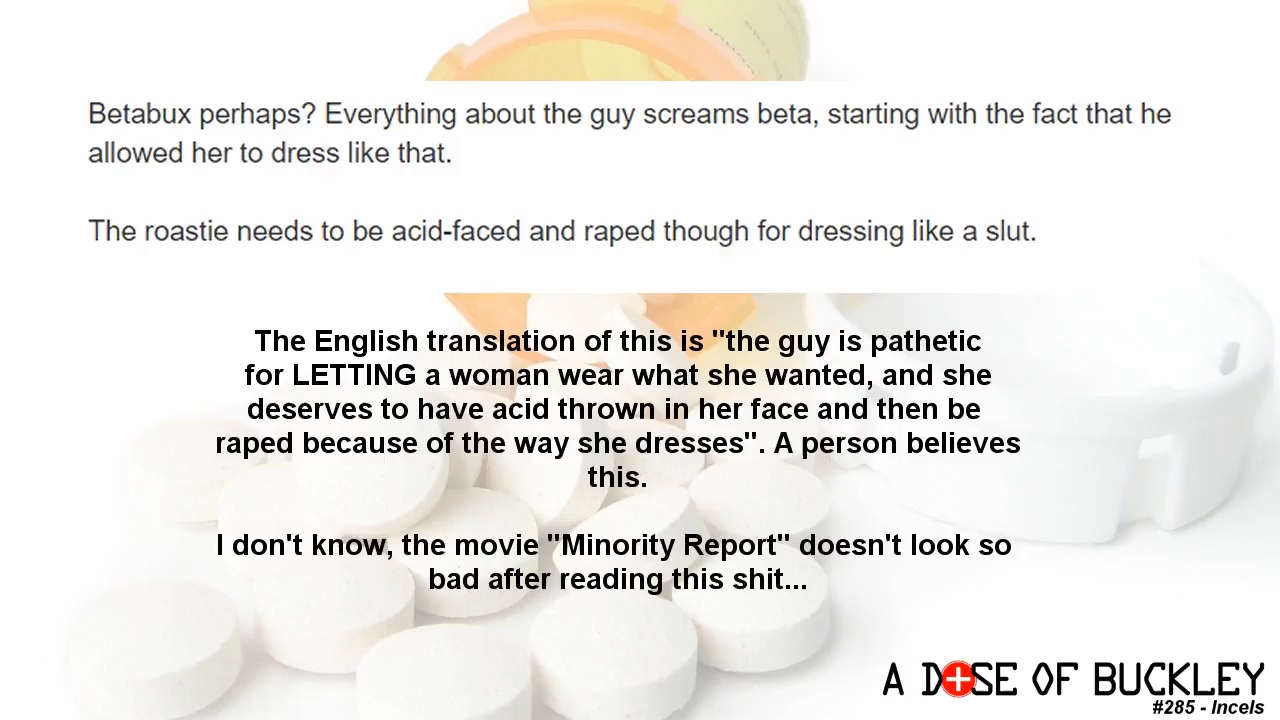 Betabux perhaps? Everything about the guy screams beta, starting with the fact that he
allowed her to dress like that.
The roastie needs to be acid-faced and raped though for dressing like a slut.
The English translation of this is "the guy is pathetic
for LETTING a woman wear what she wanted, and she
deserves to have acid thrown in her face and then be
raped because of the way she dresses". A person believes
this.
I don't know, the movie "Minority Report" doesn't look so
bad after reading this shit...
A DOSE OF BUCKLEY
#285 - Incels